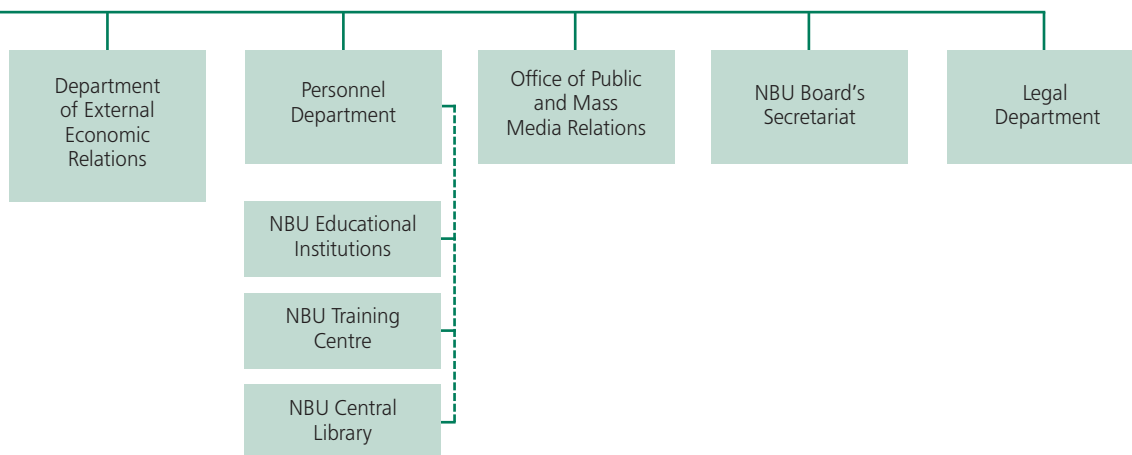 Department
of External
Economic
Relations
Personnel
Department
Office of Public
and Mass
Media Relations
NBU Board's
Secretariat
Legal
Department
NBU Educational
Institutions
NBU Training
Centre
NBU Central
Library